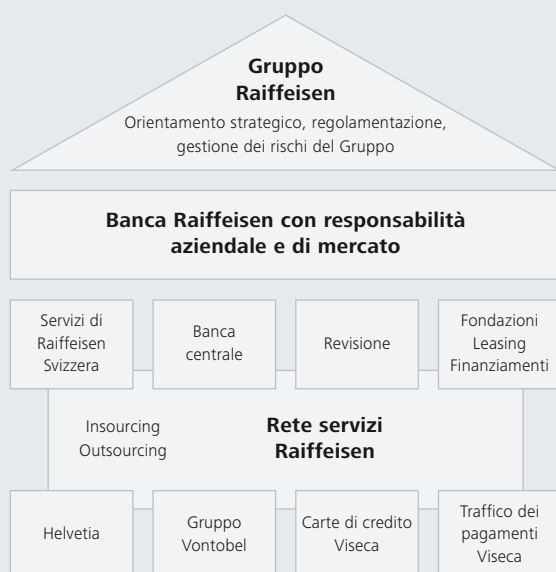 Gruppo
Raiffeisen
Orientamento strategico, regolamentazione,
gestione dei rischi del Gruppo
Banca Raiffeisen con responsabilità
aziendale e di mercato
Servizi di
Raiffeisen
Svizzera
Banca
centrale
Revisione
Fondazioni
Leasing
Finanziamenti
Insourcing
Outsourcing
Rete servizi
Raiffeisen
Helvetia
Gruppo
Vontobel
Carte di credito
Viseca
Traffico dei
pagamenti
Viseca